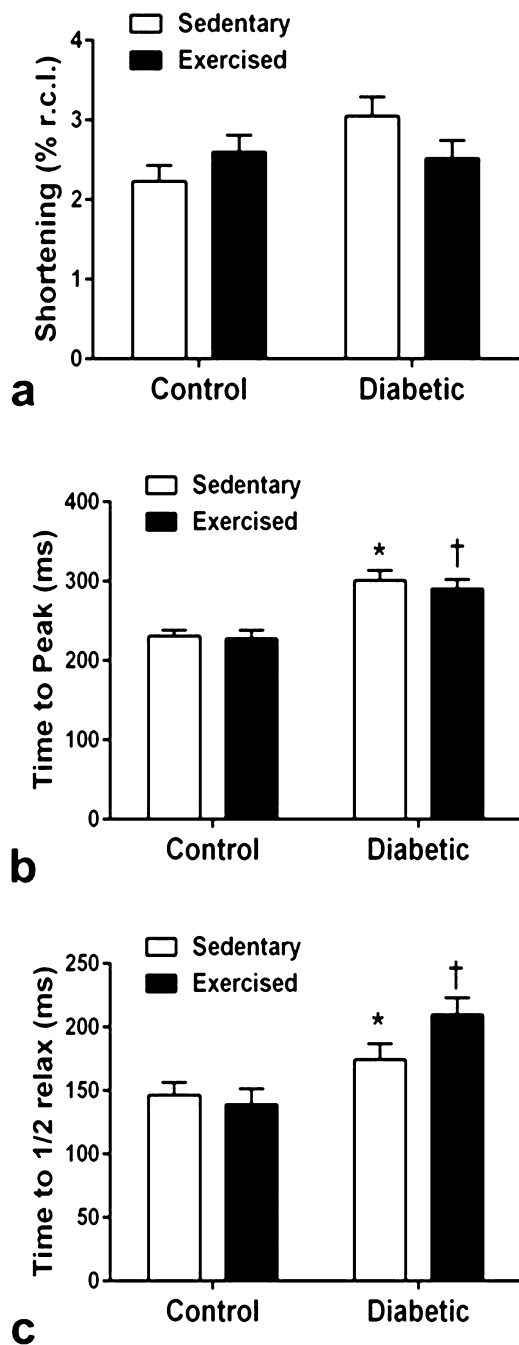 Sedentary
Exercised
Shortening (% r.c.l.)
4
3
2
1
0
Control Diabetic
a
Sedentary
Exercised
Time to Peak (ms)
400
300
200
100
0
* †
Control Diabetic
b
Sedentary
Exercised
Time to 1/2 relax (ms)
250
200
150
100
50
0
* †
Control Diabetic
c